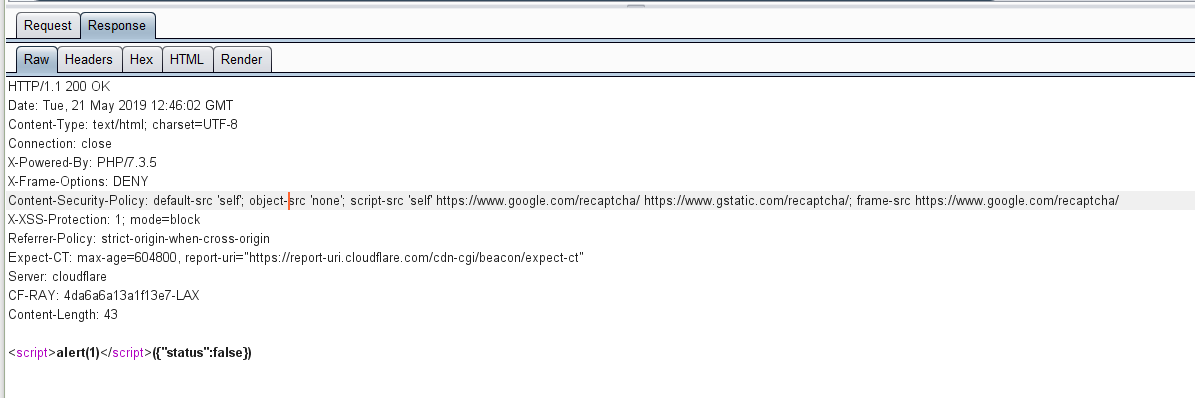 Request Response
Raw Headers Hex HTML Render
HTTP/1.1 200 OK
Date: Tue, 21 May 2019 12:46:02 GMT
Content-Type: text/html; charset=UTF-8
Connection: close
X-Powered-By: PHP/7.3.5
X-Frame-Options: DENY
Content-Security-Policy: default-src 'self'; object-src 'none'; script-src 'self' https://www.google.com/recaptcha/ https://www.gstatic.com/recaptcha/; frame-src https://www.google.com/recaptcha/
X-XSS-Protection: 1; mode=block
Referrer-Policy: strict-origin-when-cross-origin
Expect-CT: max-age=604800, report-uri="https://report-uri.cloudflare.com/cdn-cgi/beacon/expect-ct"
Server: cloudflare
CF-RAY: 4da6a6a13a1f13e7-LAX
Content-Length: 43
<script>alert(1)</script>({"status":false})